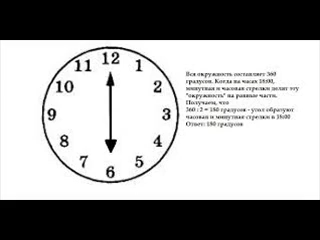 12
11
1
10
2
9
3
8
4
7
5
6
Вся окружность составляет 360
градусов. Когда на часах 18:00,
минутная и часовая стрелки делят эту
"окружность" на равные части.
Получаем, что
360 : 2 = 180 градусов - угол образуют
часовая и минутная стрелки в 18:00
Ответ: 180 градусов